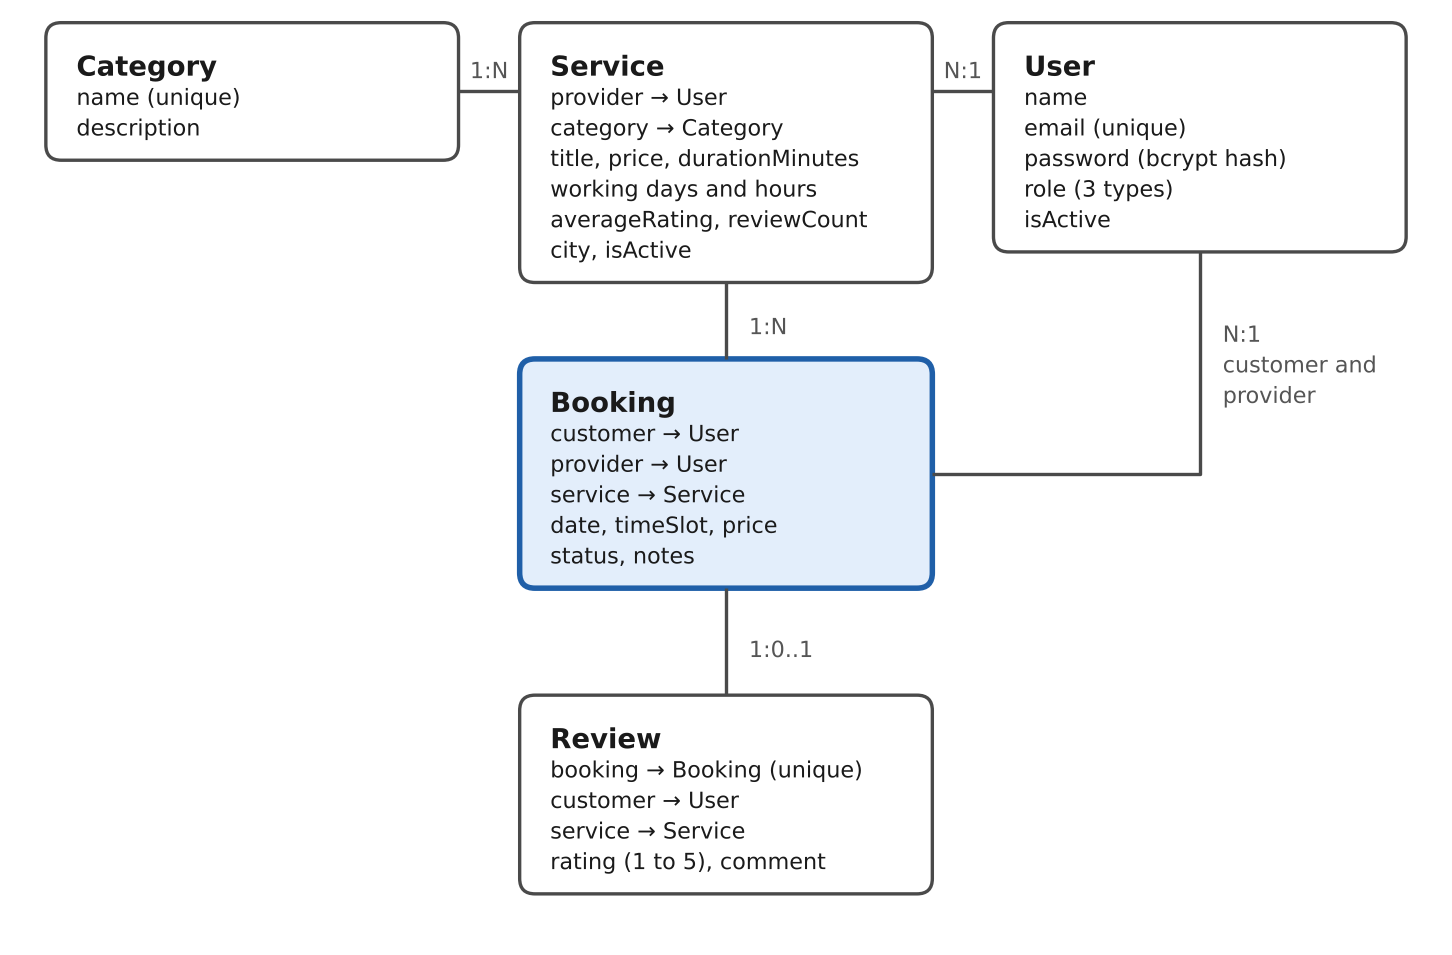 Category
name (unique)
description
1:N
Service
provider → User
category → Category
title, price, durationMinutes
working days and hours
averageRating, reviewCount
city, isActive
N:1
User
name
email (unique)
password (bcrypt hash)
role (3 types)
isActive
1:N
N:1
customer and
provider
Booking
customer → User
provider → User
service → Service
date, timeSlot, price
status, notes
1:0..1
Review
booking → Booking (unique)
customer → User
service → Service
rating (1 to 5), comment